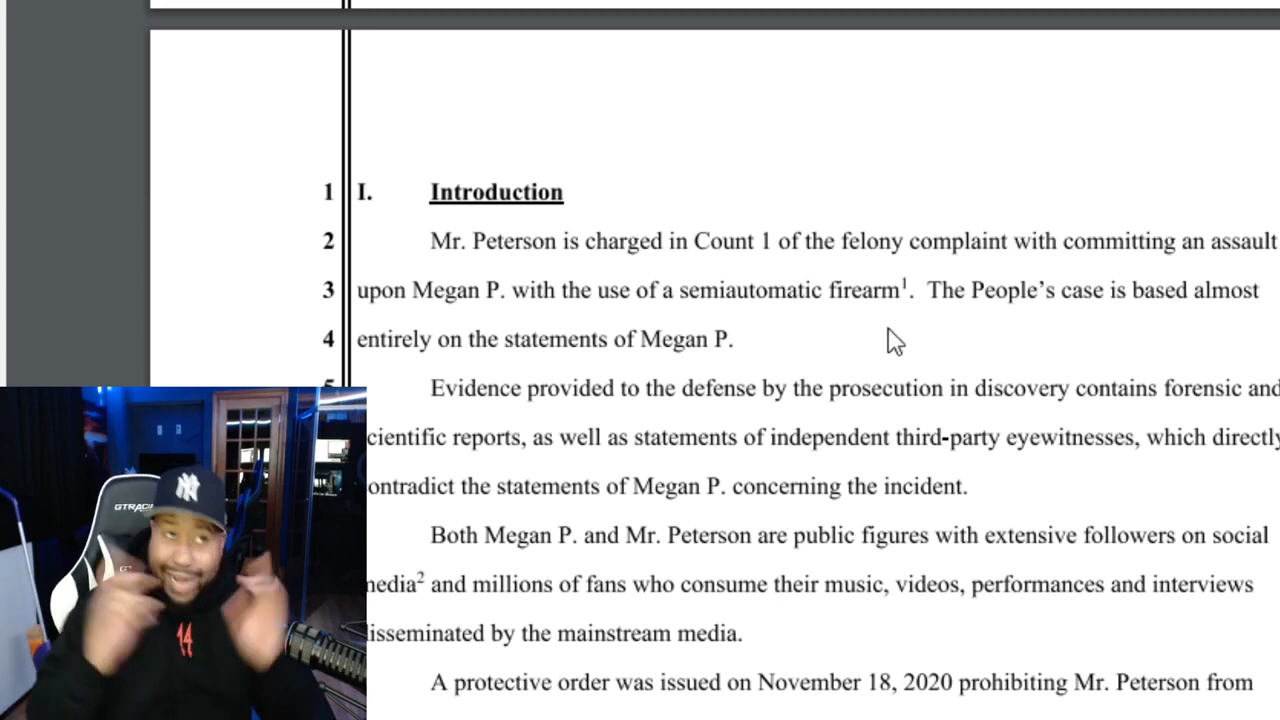 1 I. Introduction
2 Mr. Peterson is charged in Count 1 of the felony complaint with committing an assault
3 upon Megan P. with the use of a semiautomatic firearm¹. The People's case is based almost
4 entirely on the statements of Megan P.
Evidence provided to the defense by the prosecution in discovery contains forensic and
cientific reports, as well as statements of independent third-party eyewitnesses, which directly
ontradict the statements of Megan P. concerning the incident.
Both Megan P. and Mr. Peterson are public figures with extensive followers on social
nedia² and millions of fans who consume their music, videos, performances and interviews
disseminated by the mainstream media.
A protective order was issued on November 18, 2020 prohibiting Mr. Peterson from
GTRACI
NY
44